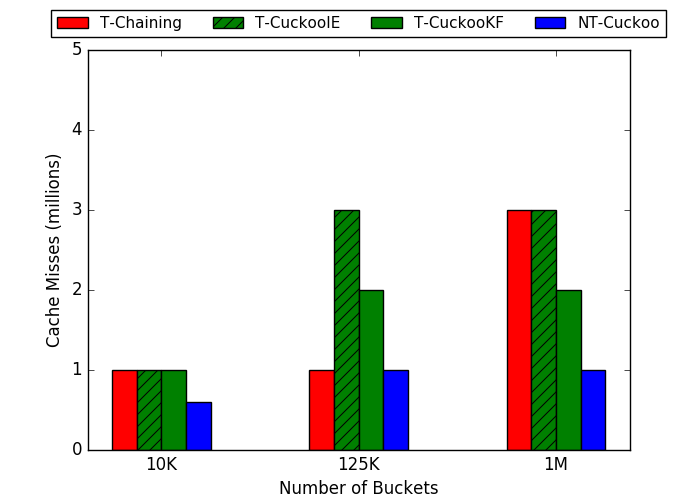 T-Chaining T-CuckooIE T-CuckooKF NT-Cuckoo
5
4
3
2
1
0
Cache Misses (millions)
10K 125K 1M
Number of Buckets